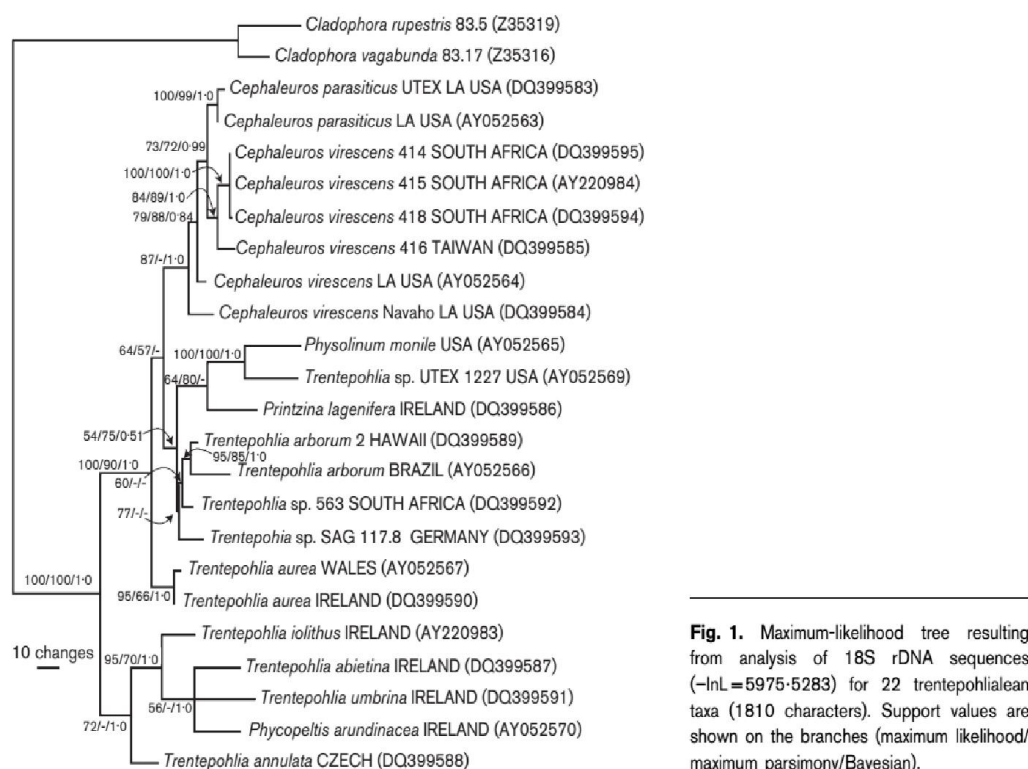 Cladophora rupestris 83.5 (Z35319)
Cladophora vagabunda 83.17 (Z35316)
Cephaleuros parasiticus UTEX LA USA (DQ399583)
100/99/1·0
Cephaleuros parasiticus LA USA (AY052563)
73/72/0·99
Cephaleuros virescens 414 SOUTH AFRICA (DQ399595)
100/100/1·0
Cephaleuros virescens 415 SOUTH AFRICA (AY220984)
84/89/1·0
79/88/0·84
Cephaleuros virescens 418 SOUTH AFRICA (DQ399594)
Cephaleuros virescens 416 TAIWAN (DQ399585)
87/-/1·0
Cephaleuros virescens LA USA (AY052564)
Cephaleuros virescens Navaho LA USA (DQ399584)
Physolinum monile USA (AY052565)
64/57/-
100/100/1·0
Trentepohlia sp. UTEX 1227 USA (AY052569)
64/80/-
Printzina lagenifera IRELAND (DQ399586)
54/75/0·51
Trentepohlia arborum 2 HAWAII (DQ399589)
95/85/1·0
100/90/1·0
Trentepohlia arborum BRAZIL (AY052566)
60/-/-
Trentepohlia sp. 563 SOUTH AFRICA (DQ399592)
77/-/-
Trentepohia sp. SAG 117.8 GERMANY (DQ399593)
Trentepohlia aurea WALES (AY052567)
100/100/1·0
95/66/1·0
Trentepohlia aurea IRELAND (DQ399590)
Trentepohlia iolithus IRELAND (AY220983)
10 changes
95/70/1·0
Trentepohlia abietina IRELAND (DQ399587)
Trentepohlia umbrina IRELAND (DQ399591)
56/-/1·0
72/-/1·0
Phycopeltis arundinacea IRELAND (AY052570)
Trentepohlia annulata CZECH (DQ399588)
Fig. 1. Maximum-likelihood tree resulting
from analysis of 18S rDNA sequences
(−lnL=5975·5283) for 22 trentepohlialean
taxa (1810 characters). Support values are
shown on the branches (maximum likelihood/
maximum parsimony/Bayesian).